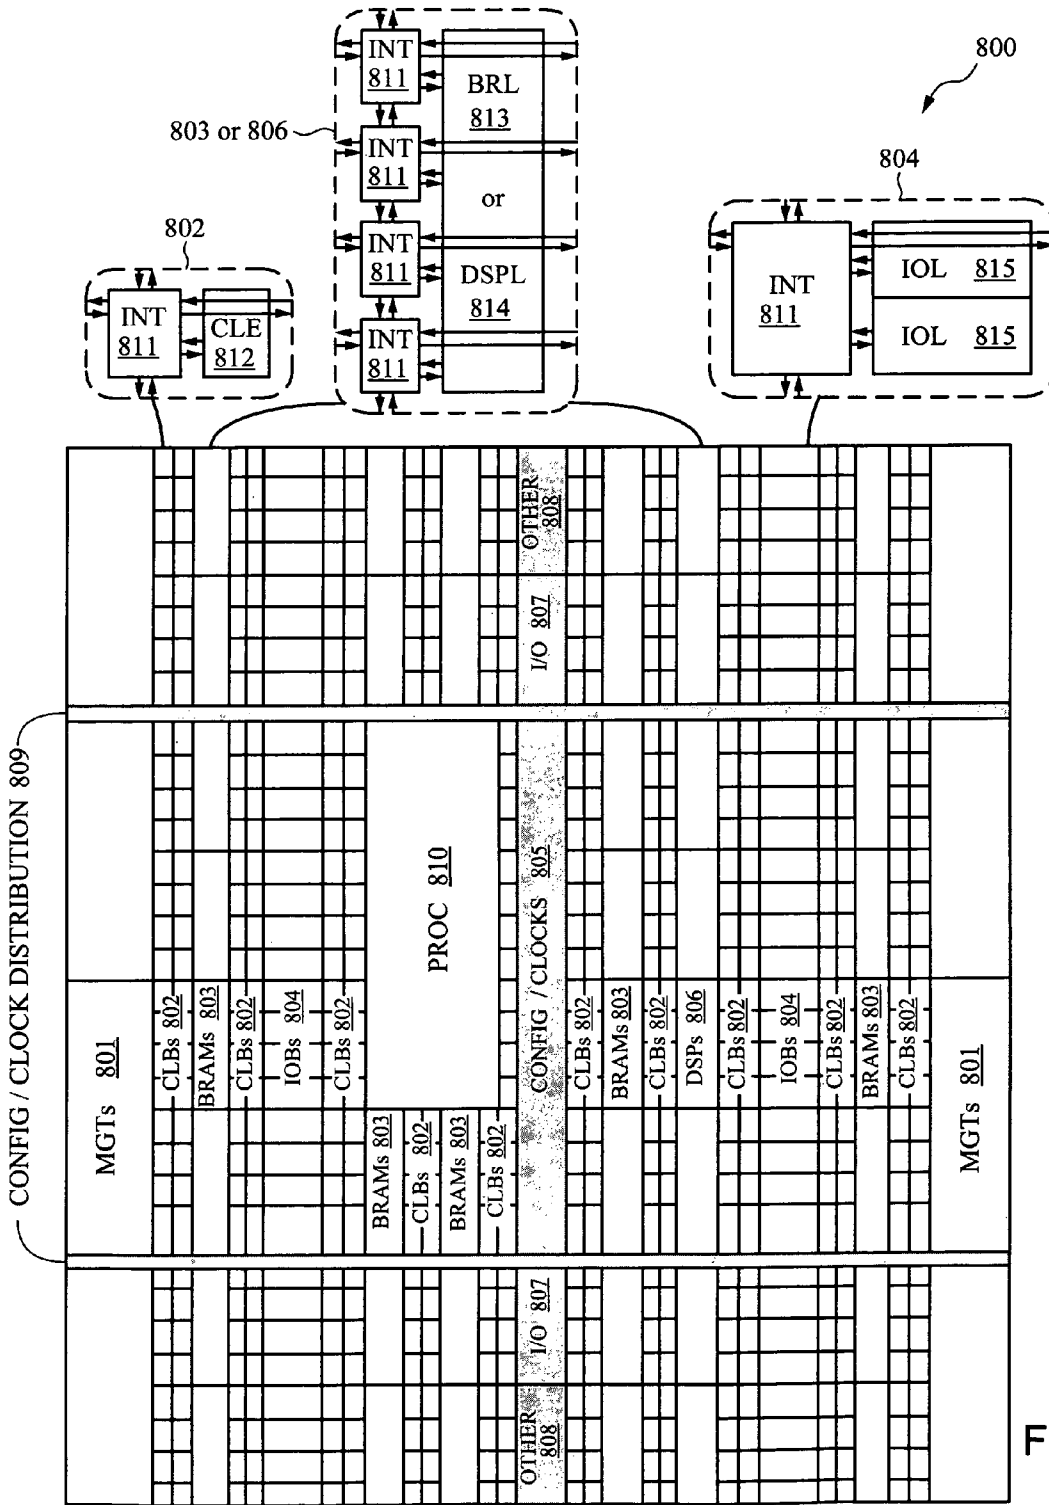 800
INT
811
INT
811
INT
811
INT
811
BRL
813
or
DSPL
814
803 or 806
804
INT
811
IOL 815
IOL 815
802
INT
811
CLE
812
OTHER
808
I/O 807
CONFIG / CLOCK DISTRIBUTION 809
PROC 810
CONFIG / CLOCKS 805
MGTs 801
CLBs 802
BRAMs 803
CLBs 802
IOBs 804
CLBs 802
BRAMs 803
CLBs 802
BRAMs 803
CLBs 802
CLBs 802
BRAMs 803
CLBs 802
DSPs 806
CLBs 802
IOBs 804
CLBs 802
BRAMs 803
CLBs 802
MGTs 801
I/O 807
OTHER
808
F